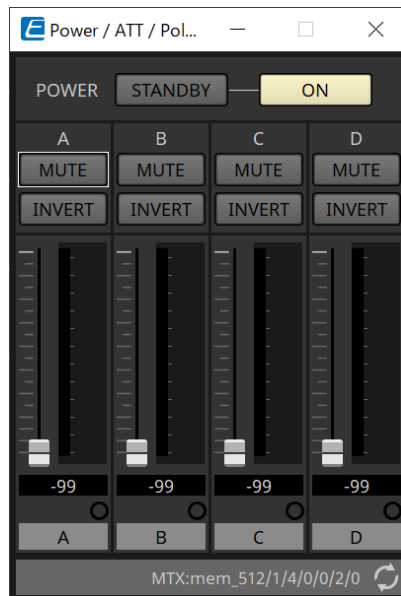 Power / ATT / Pol...
POWER STANDBY ON
A B C D
MUTE MUTE MUTE MUTE
INVERT INVERT INVERT INVERT
-99 -99 -99 -99
A B C D
MTX:mem_512/1/4/0/0/2/0